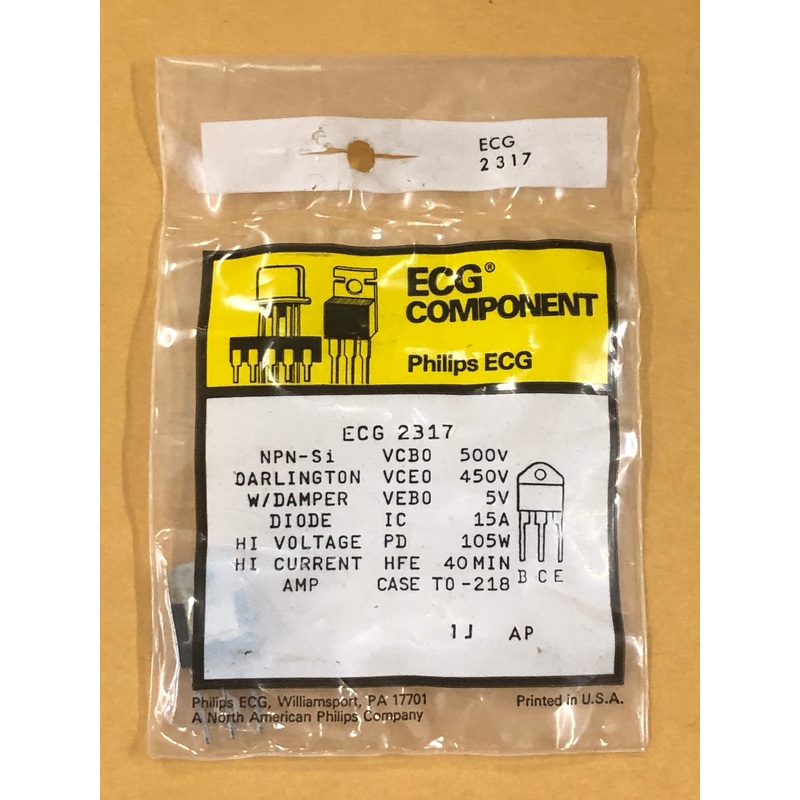 ECG
2317
ECG®
COMPONENT
Philips ECG
ECG 2317
NPN-Si VCBO 500V
DARLINGTON VCEO 450V
W/DAMPER VEBO 5V
DIODE IC 15A
HI VOLTAGE PD 105W
HI CURRENT HFE 40 MIN
AMP CASE TO-218
B C E
1J AP
Philips ECG, Williamsport, PA 17701
A North American Philips Company
Printed in U.S.A.